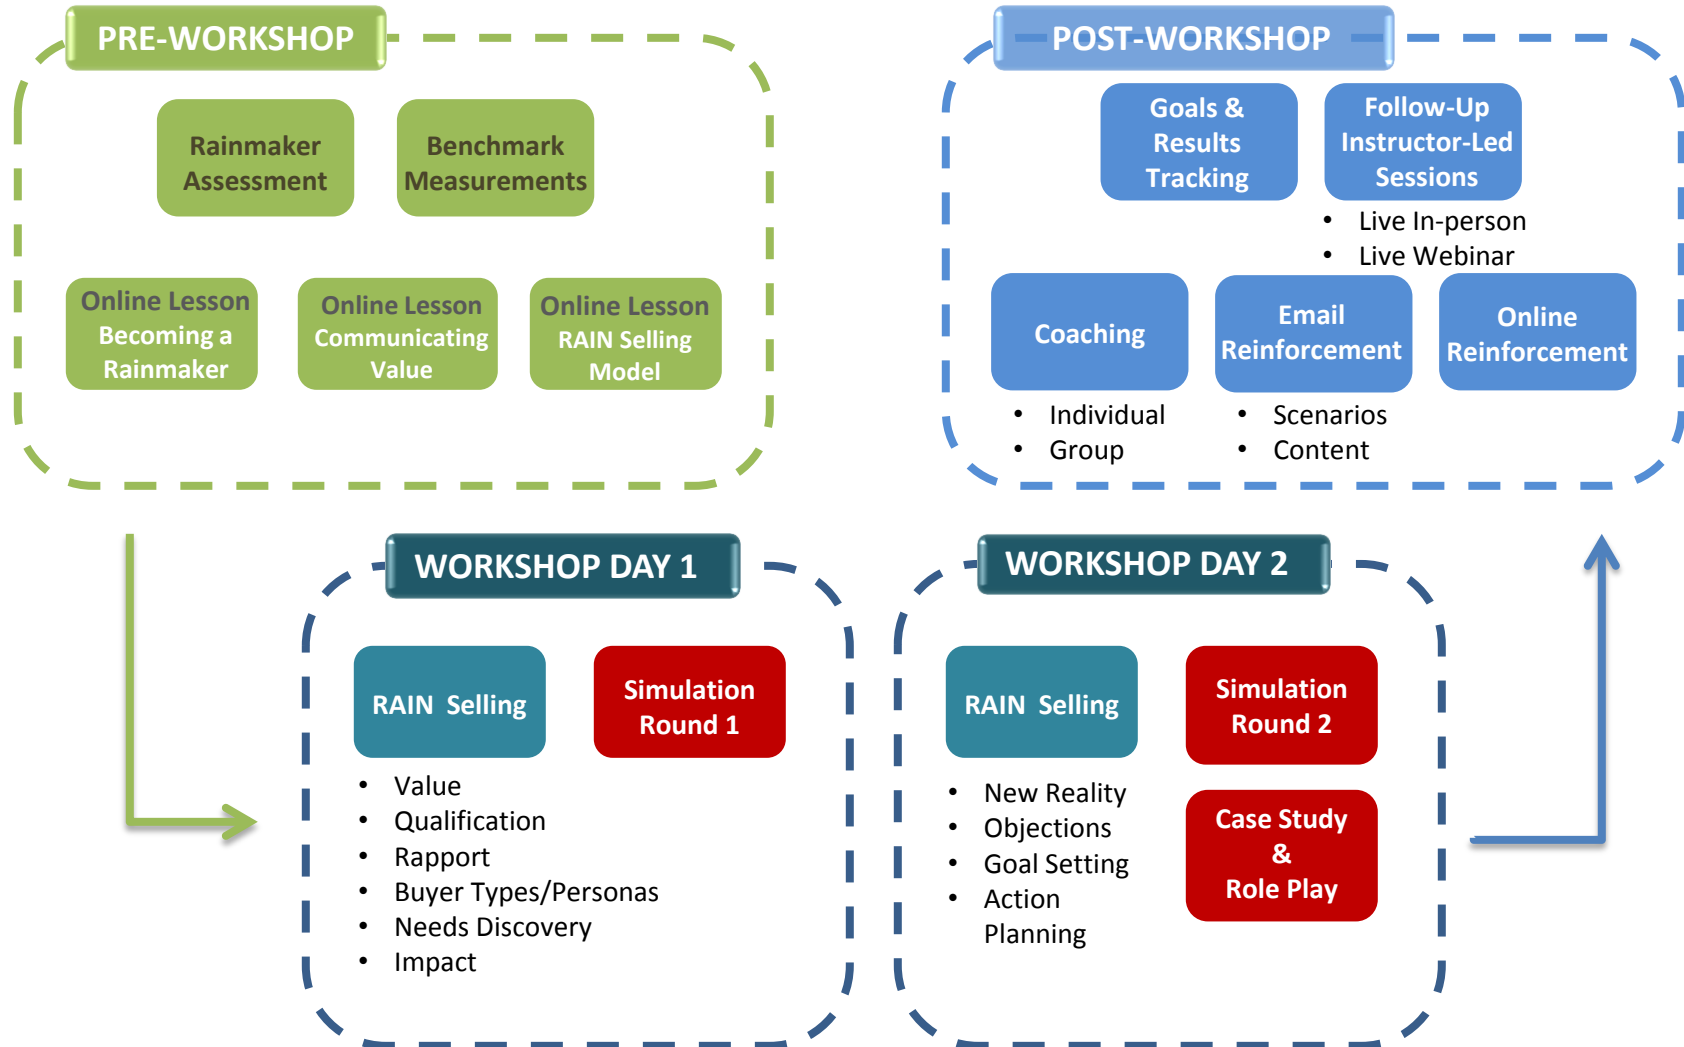 PRE-WORKSHOP
Rainmaker
Assessment
Benchmark
Measurements
Online Lesson
Becoming a
Rainmaker
Online Lesson
Communicating
Value
Online Lesson
RAIN Selling
Model
POST-WORKSHOP
Goals &
Results
Tracking
Follow-Up
Instructor-Led
Sessions
• Live In-person
• Live Webinar
Coaching
• Individual
• Group
Email
Reinforcement
• Scenarios
• Content
Online
Reinforcement
WORKSHOP DAY 1
RAIN Selling
• Value
• Qualification
• Rapport
• Buyer Types/Personas
• Needs Discovery
• Impact
Simulation
Round 1
WORKSHOP DAY 2
RAIN Selling
• New Reality
• Objections
• Goal Setting
• Action
Planning
Simulation
Round 2
Case Study
&
Role Play